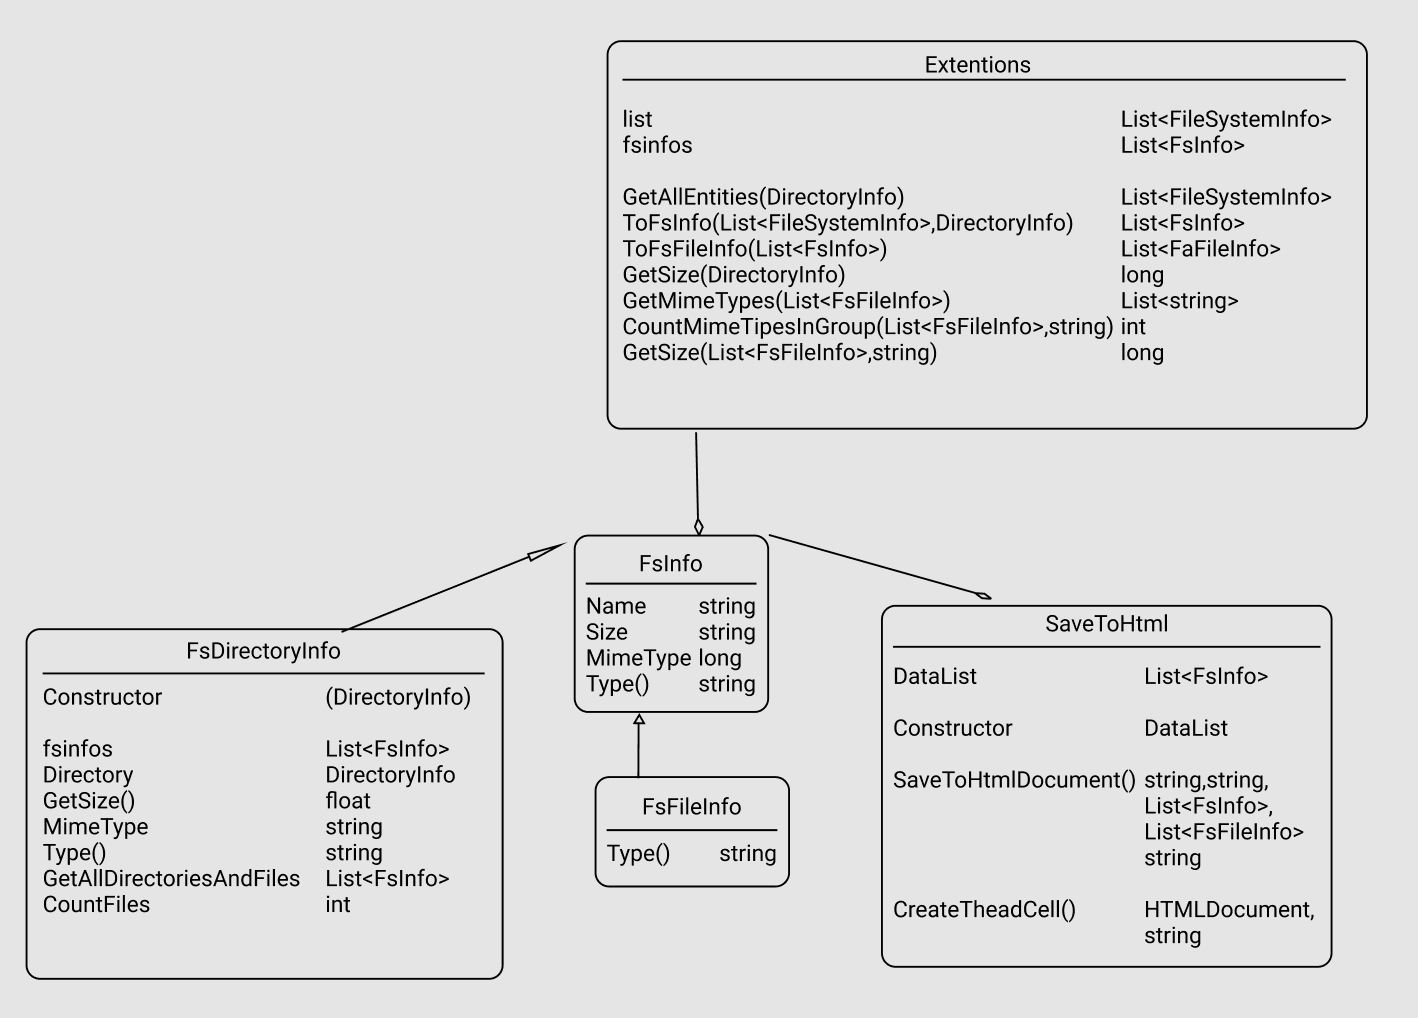 Extentions
list List<FileSystemInfo>
fsinfos List<FsInfo>
GetAllEntities(DirectoryInfo) List<FileSystemInfo>
ToFsInfo(List<FileSystemInfo>,DirectoryInfo) List<FsInfo>
ToFsFileInfo(List<FsInfo>) List<FaFileInfo>
GetSize(DirectoryInfo) long
GetMimeTypes(List<FsFileInfo>) List<string>
CountMimeTipesInGroup(List<FsFileInfo>,string) int
GetSize(List<FsFileInfo>,string) long
FsInfo
Name string
Size string
MimeType long
Type() string
FsDirectoryInfo
Constructor (DirectoryInfo)
fsinfos List<FsInfo>
Directory DirectoryInfo
GetSize() float
MimeType string
Type() string
GetAllDirectoriesAndFiles List<FsInfo>
CountFiles int
FsFileInfo
Type() string
SaveToHtml
DataList List<FsInfo>
Constructor DataList
SaveToHtmlDocument() string,string,
List<FsInfo>,
List<FsFileInfo>
string
CreateTheadCell() HTMLDocument,
string